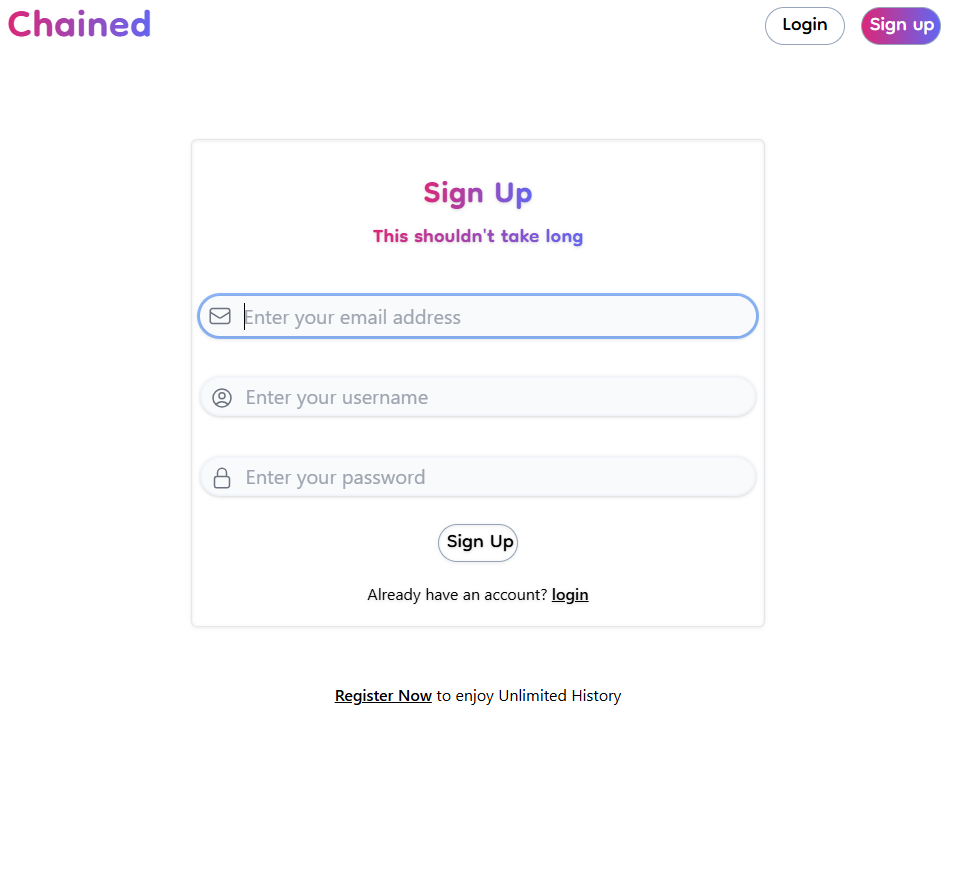 Chained
Login
Sign up
Sign Up
This shouldn't take long
Enter your email address
Enter your username
Enter your password
Sign Up
Already have an account? login
Register Now to enjoy Unlimited History